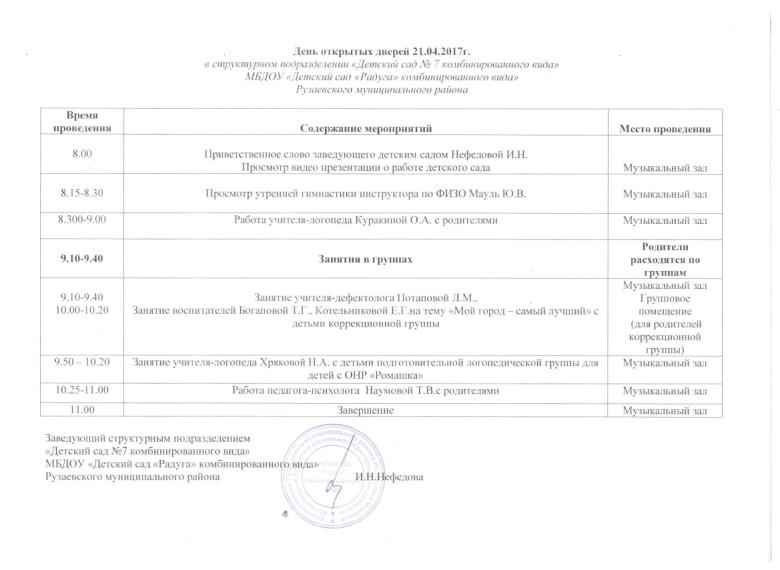 День открытых дверей 21.04.2017г.
в структурном подразделении «Детский сад № 7 комбинированного вида»
МБДОУ «Детский сад «Радуга» комбинированного вида»
Рузаевского муниципального района
Время
проведения
Содержание мероприятий
Место проведения
8.00
Приветственное слово заведующего детским садом Нефедовой И.Н.
Просмотр видео презентации о работе детского сада
Музыкальный зал
8.15-8.30
Просмотр утренней гимнастики инструктора по ФИЗО Мауль Ю.В.
Музыкальный зал
8.300-9.00
Работа учителя-логопеда Куракиной О.А. с родителями
Музыкальный зал
9.10-9.40
Занятия в группах
Родители
расходятся по
группам
9.10-9.40
10.00-10.20
Занятие учителя-дефектолога Потаповой Л.М.,
Занятие воспитателей Богаповой Т.Г., Котельниковой Е.Г.на тему «Мой город – самый лучший» с
детьми коррекционной группы
Музыкальный зал
Групповое
помещение
(для родителей
коррекционной
группы)
9.50 – 10.20
Занятие учителя-логопеда Хряковой Н.А. с детьми подготовительной логопедической группы для
детей с ОНР «Ромашка»
Музыкальный зал
10.25-11.00
Работа педагога-психолога Наумовой Т.В.с родителями
Музыкальный зал
11.00
Завершение
Музыкальный зал
Заведующий структурным подразделением
«Детский сад №7 комбинированного вида»
МБДОУ «Детский сад «Радуга» комбинированного вида»
Рузаевского муниципального района И.Н.Нефедова